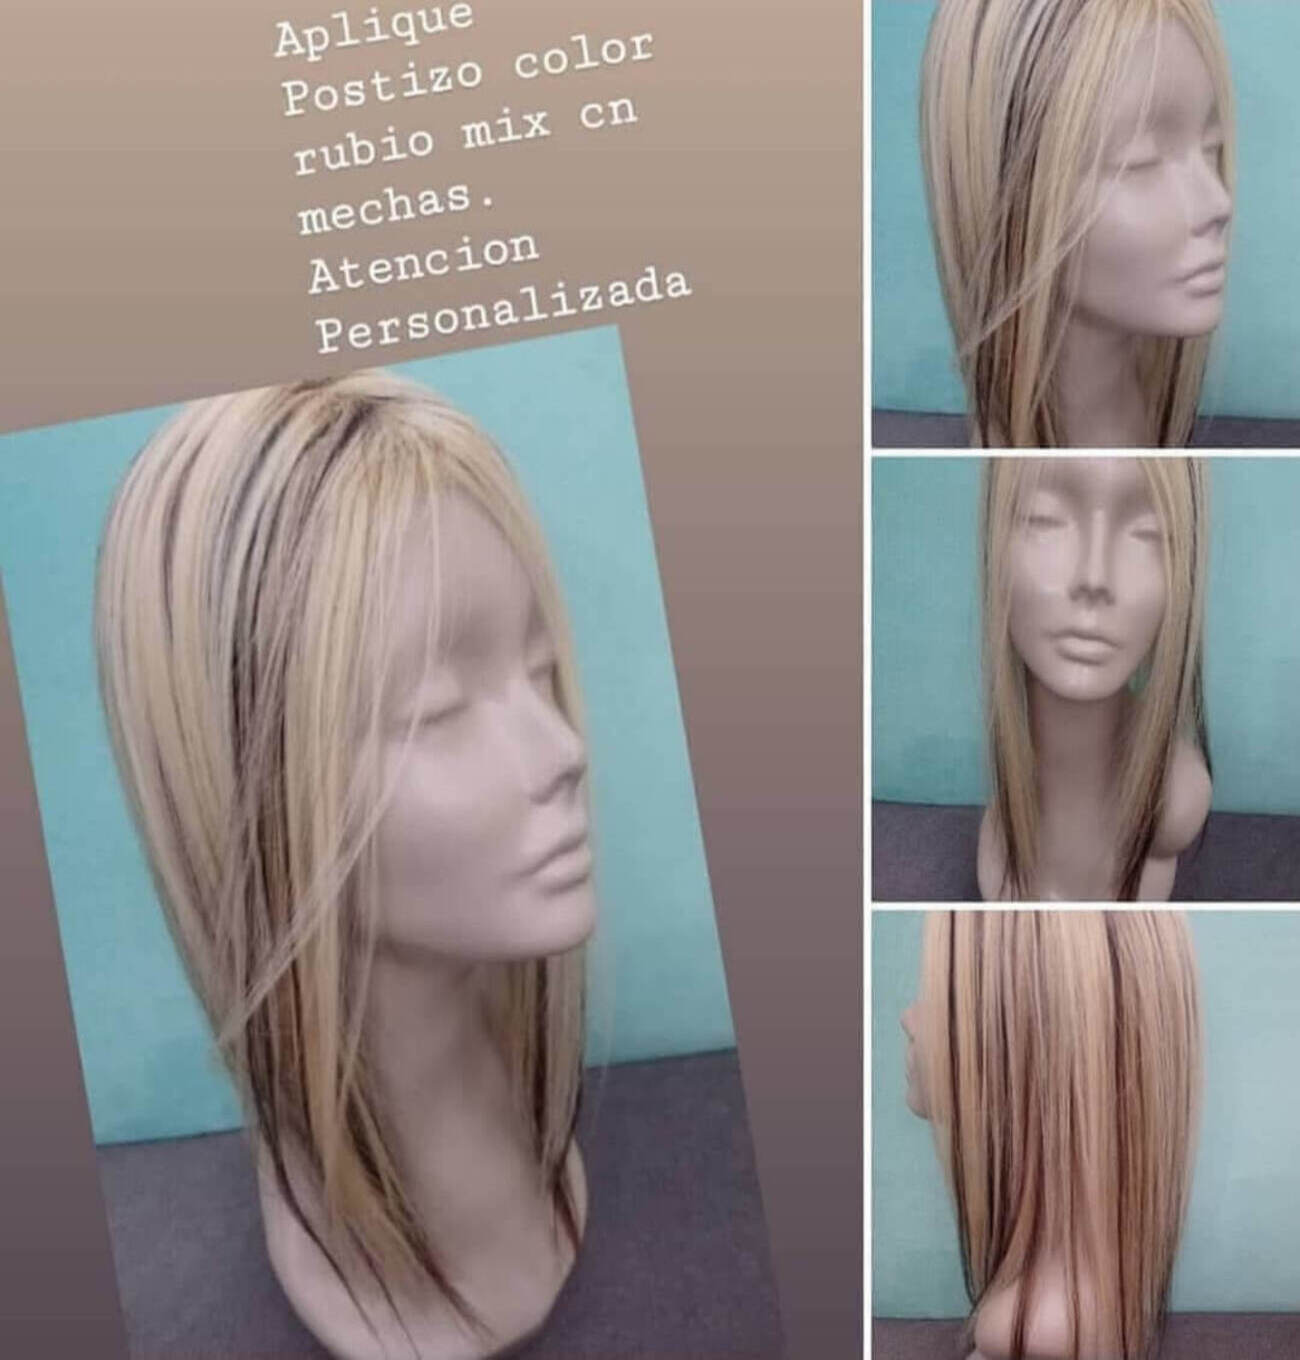 Aplique
Postizo color
rubio mix cn
mechas.
Atencion
Personalizada